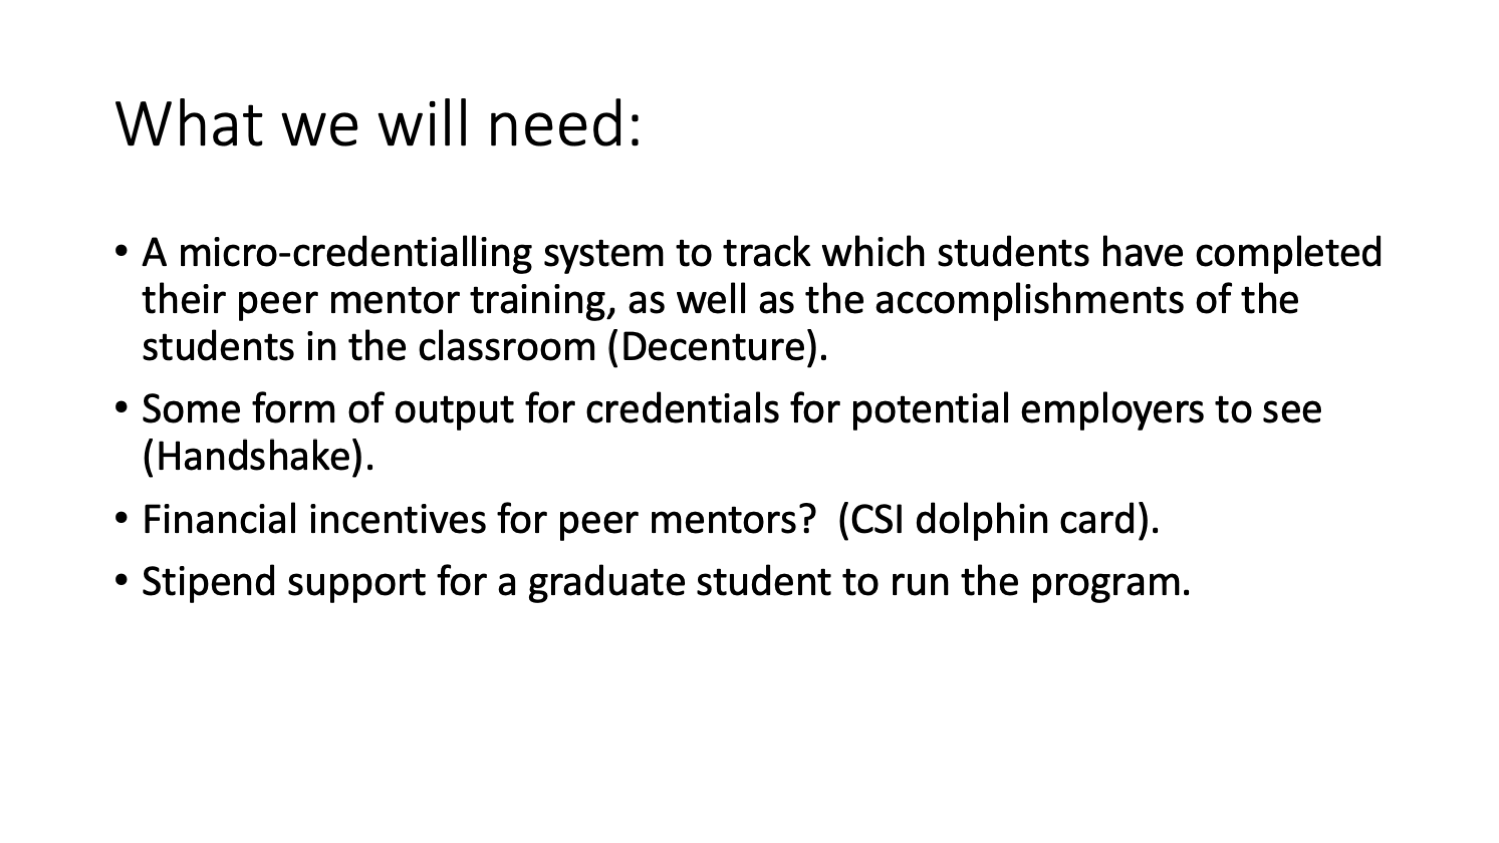 What we will need:
• A micro-credentialling system to track which students have completed
their peer mentor training, as well as the accomplishments of the
students in the classroom (Decenture).
• Some form of output for credentials for potential employers to see
(Handshake).
• Financial incentives for peer mentors?  (CSI dolphin card).
• Stipend support for a graduate student to run the program.